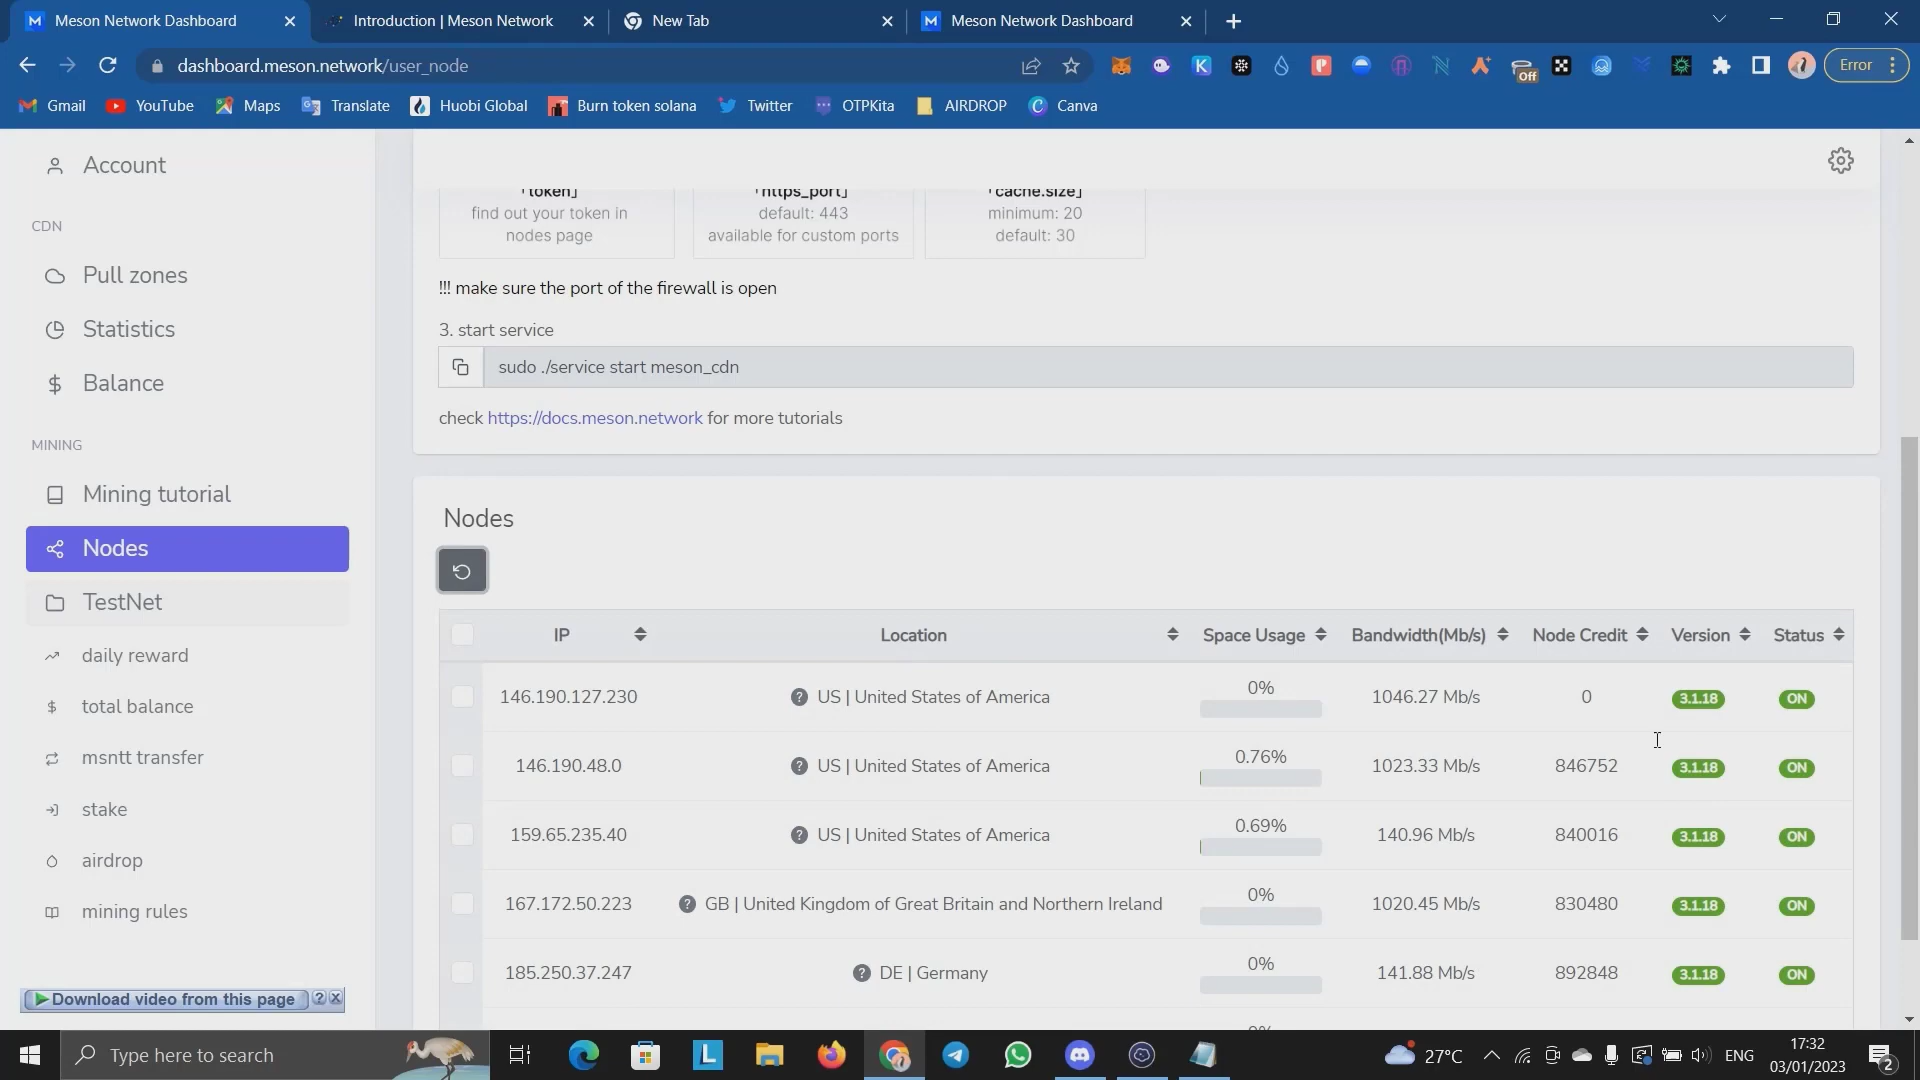 Meson Network Dashboard
Introduction | Meson Network
New Tab
Meson Network Dashboard
dashboard.meson.network/user_node
Off
Error
Gmail
YouTube
Maps
Translate
Huobi Global
Burn token solana
Twitter
OTPKita
AIRDROP
Canva
Account
CDN
Pull zones
Statistics
Balance
MINING
Mining tutorial
Nodes
TestNet
daily reward
total balance
msntt transfer
stake
airdrop
mining rules
Download video from this page
「token」
find out your token in
nodes page
「https_port」
default: 443
available for custom ports
「cache.size」
minimum: 20
default: 30
!!! make sure the port of the firewall is open
3. start service
sudo ./service start meson_cdn
check https://docs.meson.network for more tutorials
Nodes
IP Location Space Usage Bandwidth(Mb/s) Node Credit Version Status
146.190.127.230 US | United States of America 0% 1046.27 Mb/s 0 3.1.18 ON
146.190.48.0 US | United States of America 0.76% 1023.33 Mb/s 846752 3.1.18 ON
159.65.235.40 US | United States of America 0.69% 140.96 Mb/s 840016 3.1.18 ON
167.172.50.223 GB | United Kingdom of Great Britain and Northern Ireland 0% 1020.45 Mb/s 830480 3.1.18 ON
185.250.37.247 DE | Germany 0% 141.88 Mb/s 892848 3.1.18 ON
Type here to search
27°C
ENG
17:32
03/01/2023
2